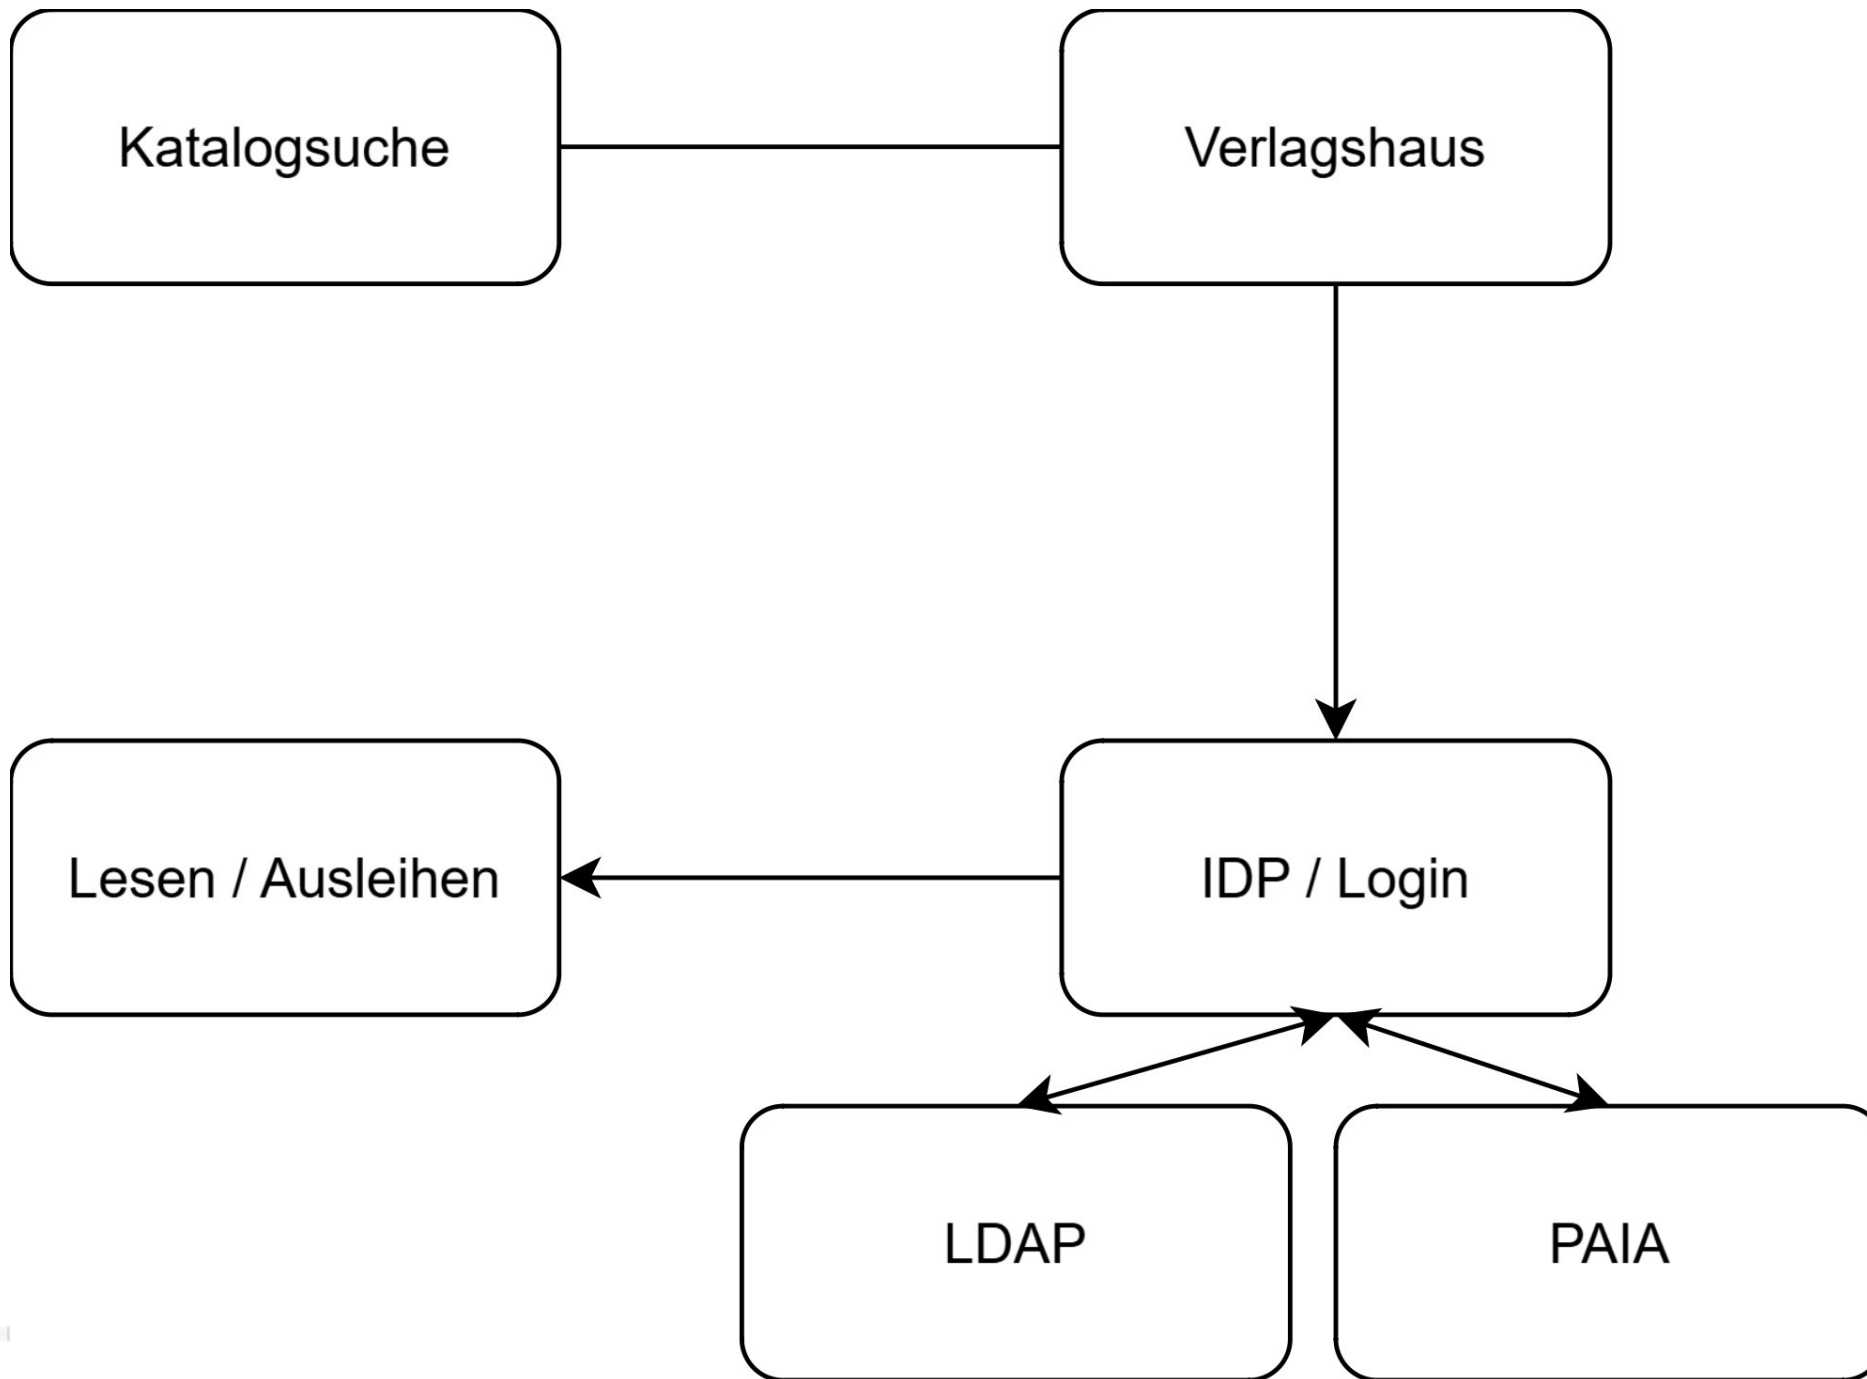 Katalogsuche
Verlagshaus
Lesen / Ausleihen
IDP / Login
LDAP
PAIA